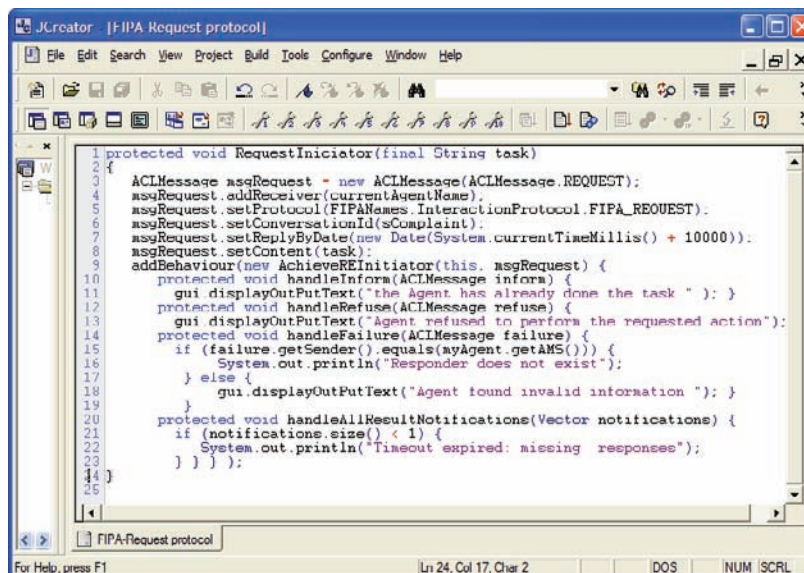 JCreator - [FIPA-Request protocol]
File Edit Search View Project Build Tools Configure Window Help
1 protected void RequestIniciator(final String task)
2 {
3 ACLMessage msgRequest = new ACLMessage(ACLMessage.REQUEST);
4 msgRequest.addReceiver(currentAgentName);
5 msgRequest.setProtocol(FIPANames.InteractionProtocol.FIPA_REQUEST);
6 msgRequest.setConversationId(sComplaint);
7 msgRequest.setReplyByDate(new Date(System.currentTimeMillis() + 10000));
8 msgRequest.setContent(task);
9 addBehaviour(new AchieveREInitiator(this, msgRequest) {
10 protected void handleInform(ACLMessage inform) {
11 gui.displayOutPutText("the Agent has already done the task " ); }
12 protected void handleRefuse(ACLMessage refuse) {
13 gui.displayOutPutText("Agent refused to perform the requested action");
14 protected void handleFailure(ACLMessage failure) {
15 if (failure.getSender().equals(myAgent.getAMS())) {
16 System.out.println("Responder does not exist");
17 } else {
18 gui.displayOutPutText("Agent found invalid information "); }
19 }
20 protected void handleAllResultNotifications(Vector notifications) {
21 if (notifications.size() < 1) {
22 System.out.println("Timeout expired: missing responses");
23 } } } );
24 }
25
FIPA-Request protocol
For Help, press F1 Ln 24, Col 17, Char 2 DOS NUM SCRL